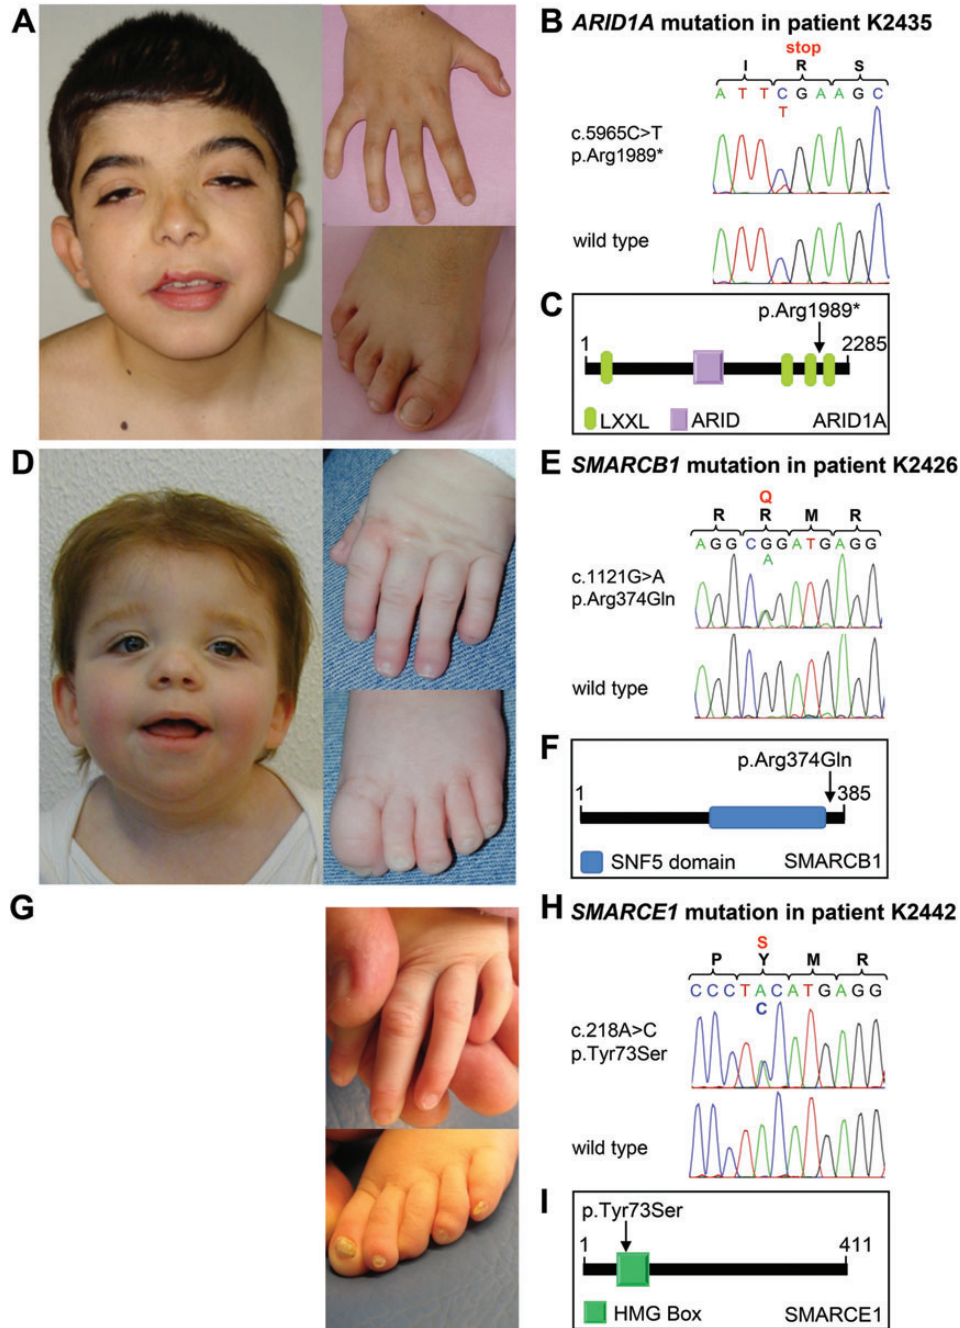 A
B ARID1A mutation in patient K2435
stop
I R S
A T T C G A A G C
T
c.5965C>T
p.Arg1989*
wild type
C
p.Arg1989*
1 2285
LXXL ARID ARID1A
D
E SMARCB1 mutation in patient K2426
Q
R R M R
A G G C G G A T G A G G
A
c.1121G>A
p.Arg374Gln
wild type
F
p.Arg374Gln
1 385
SNF5 domain SMARCB1
G
H SMARCE1 mutation in patient K2442
S
P Y M R
C C C T A C A T G A G G
C
c.218A>C
p.Tyr73Ser
wild type
I
p.Tyr73Ser
1 411
HMG Box SMARCE1